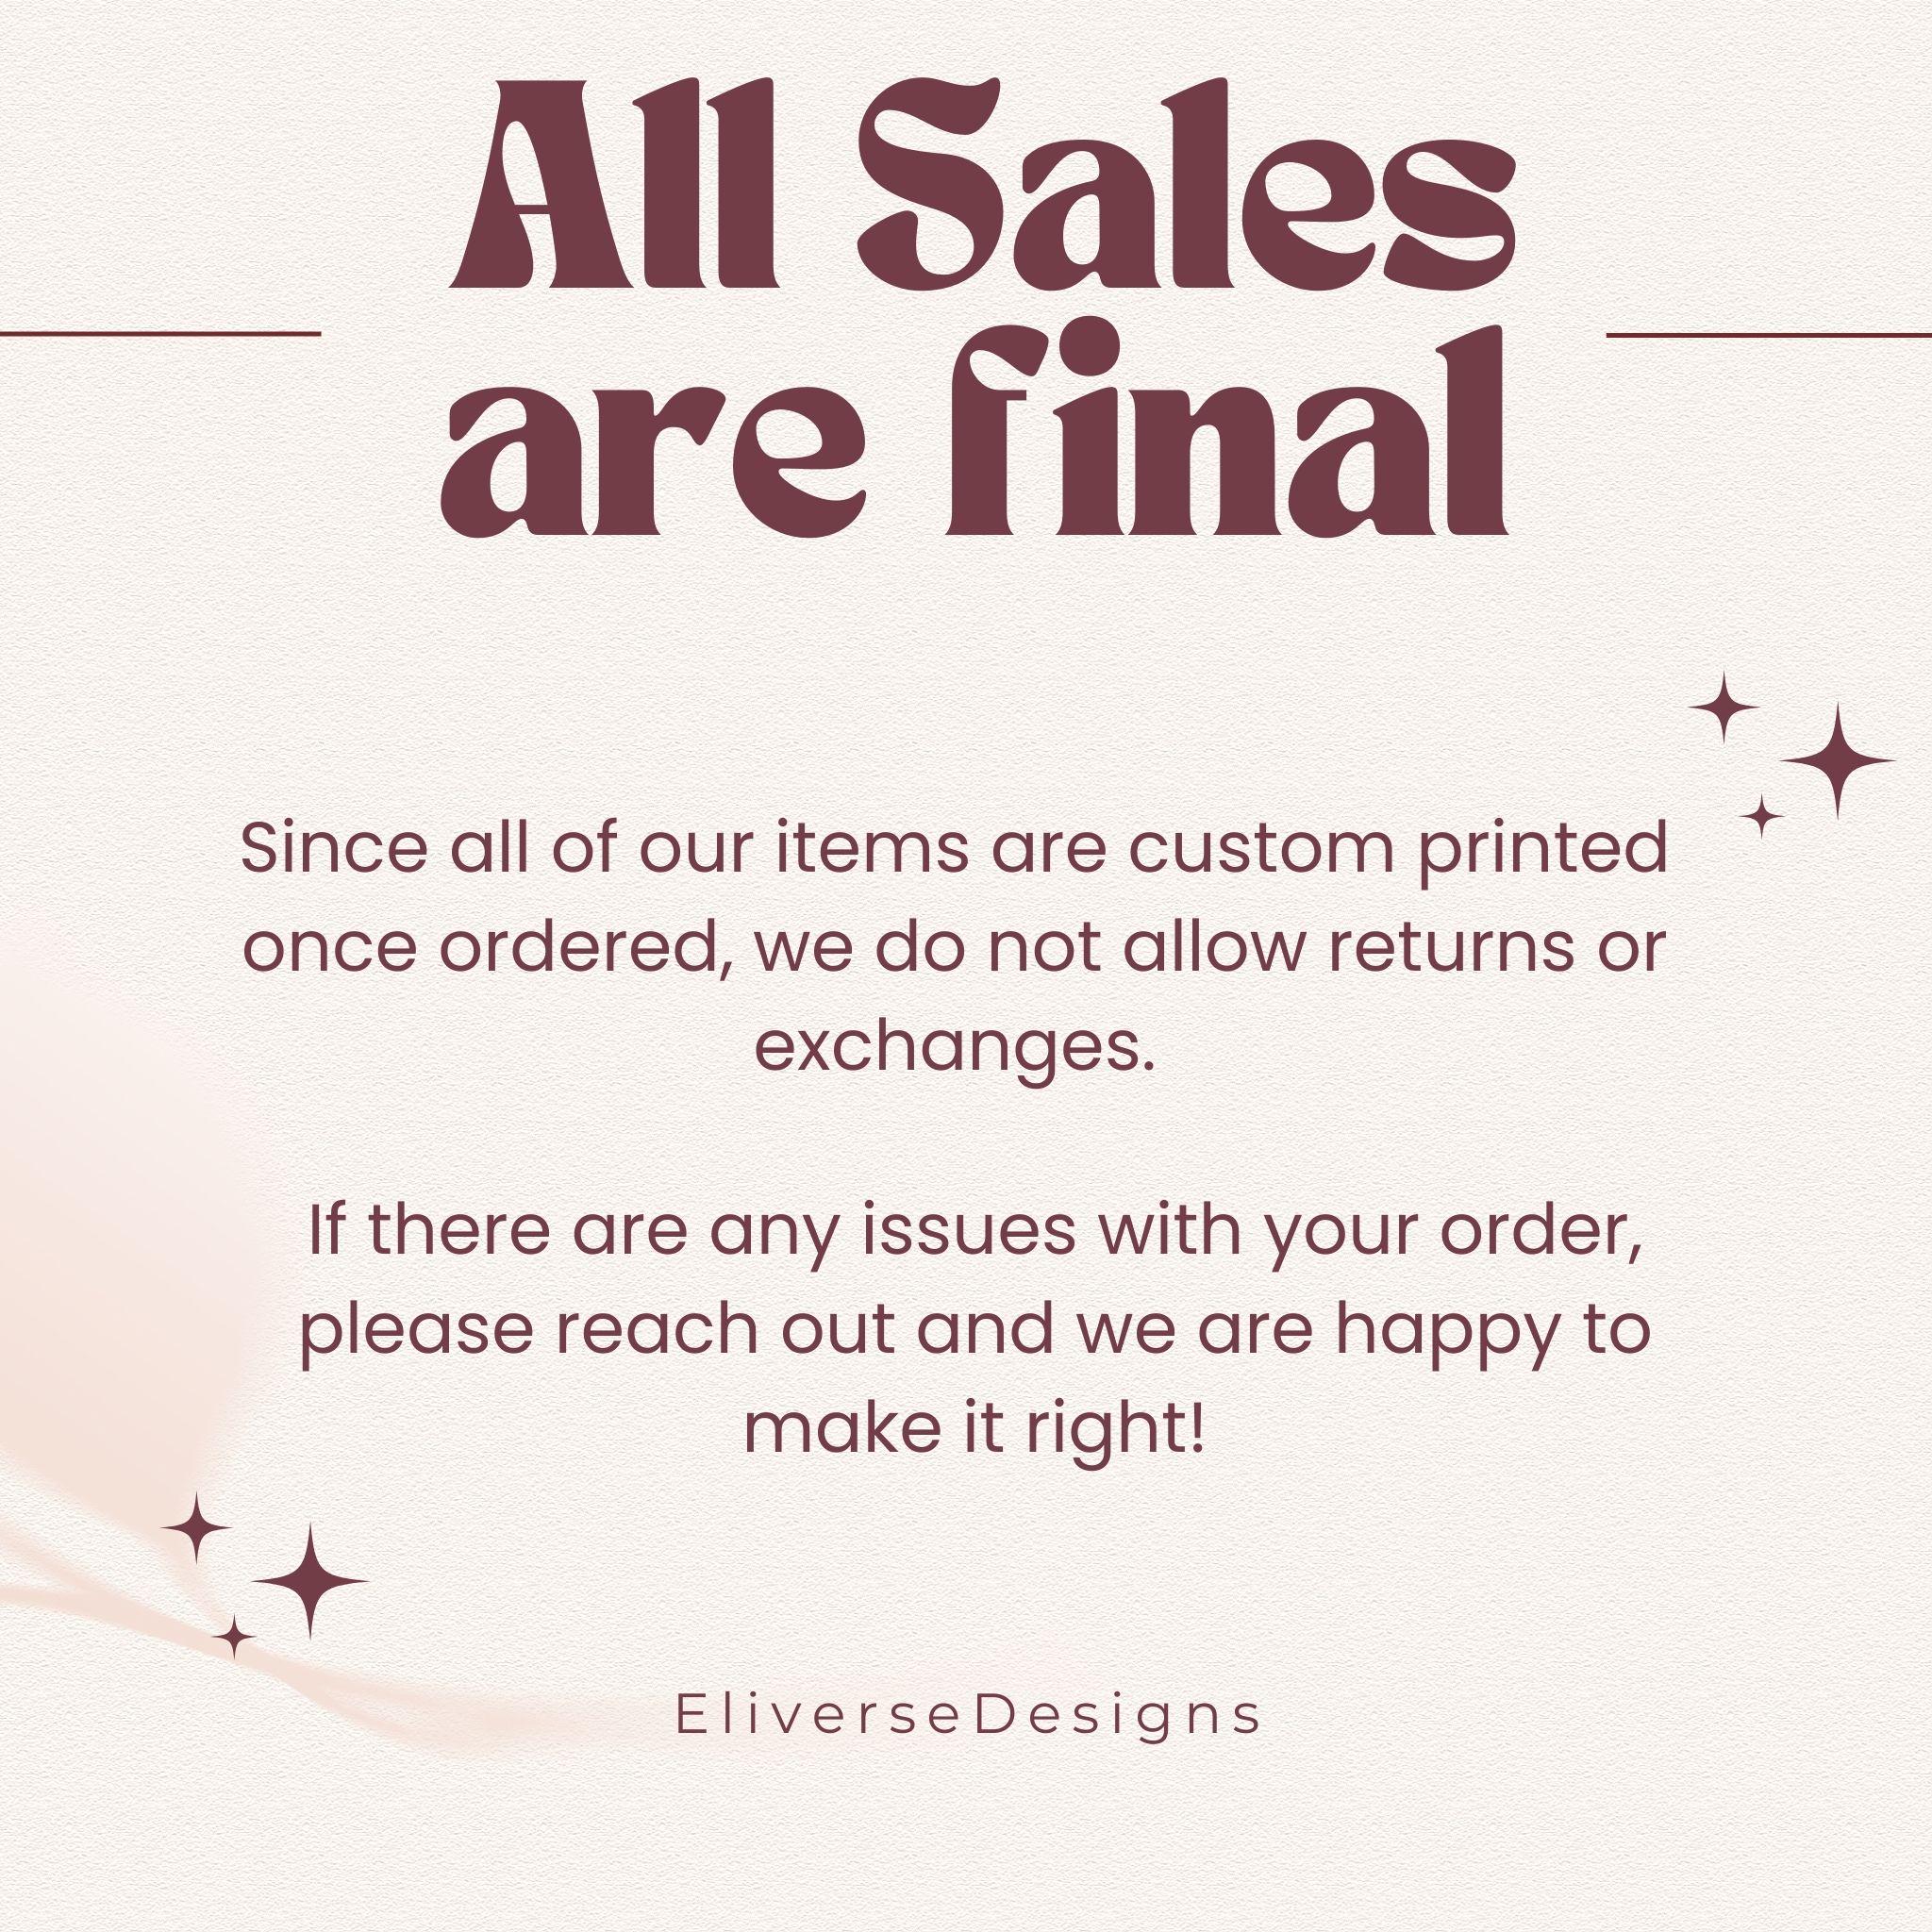 All Sales
are final
Since all of our items are custom printed
once ordered, we do not allow returns or
exchanges.
If there are any issues with your order,
please reach out and we are happy to
make it right!
EliverseDesigns